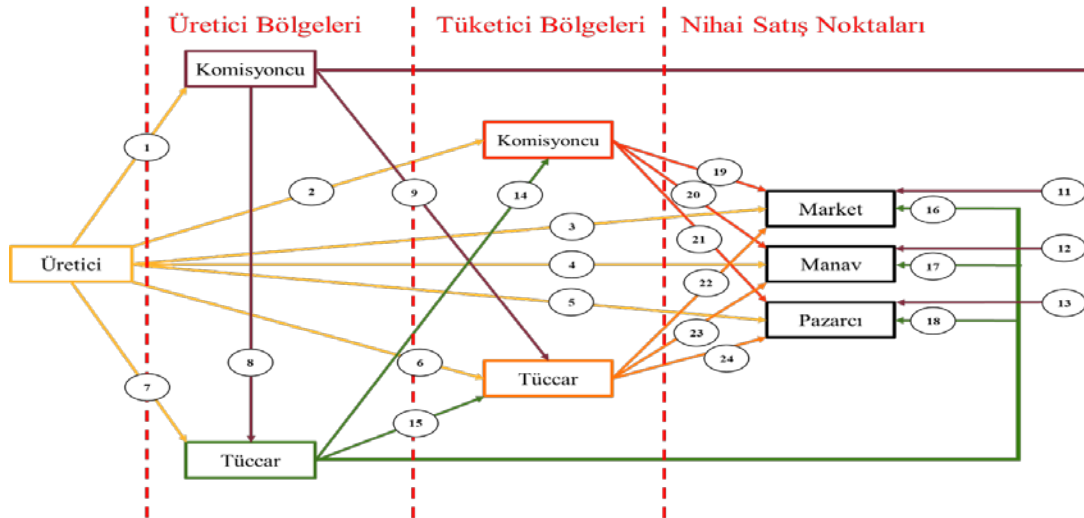 Üretici Bölgeleri
Tüketici Bölgeleri
Nihai Satış Noktaları
Komisyoncu
1
Komisyoncu
2
9
14
19
20
11
Market
16
3
21
12
Üretici
4
Manav
17
22
5
13
Pazarcı
18
23
8
6
24
7
Tüccar
15
Tüccar